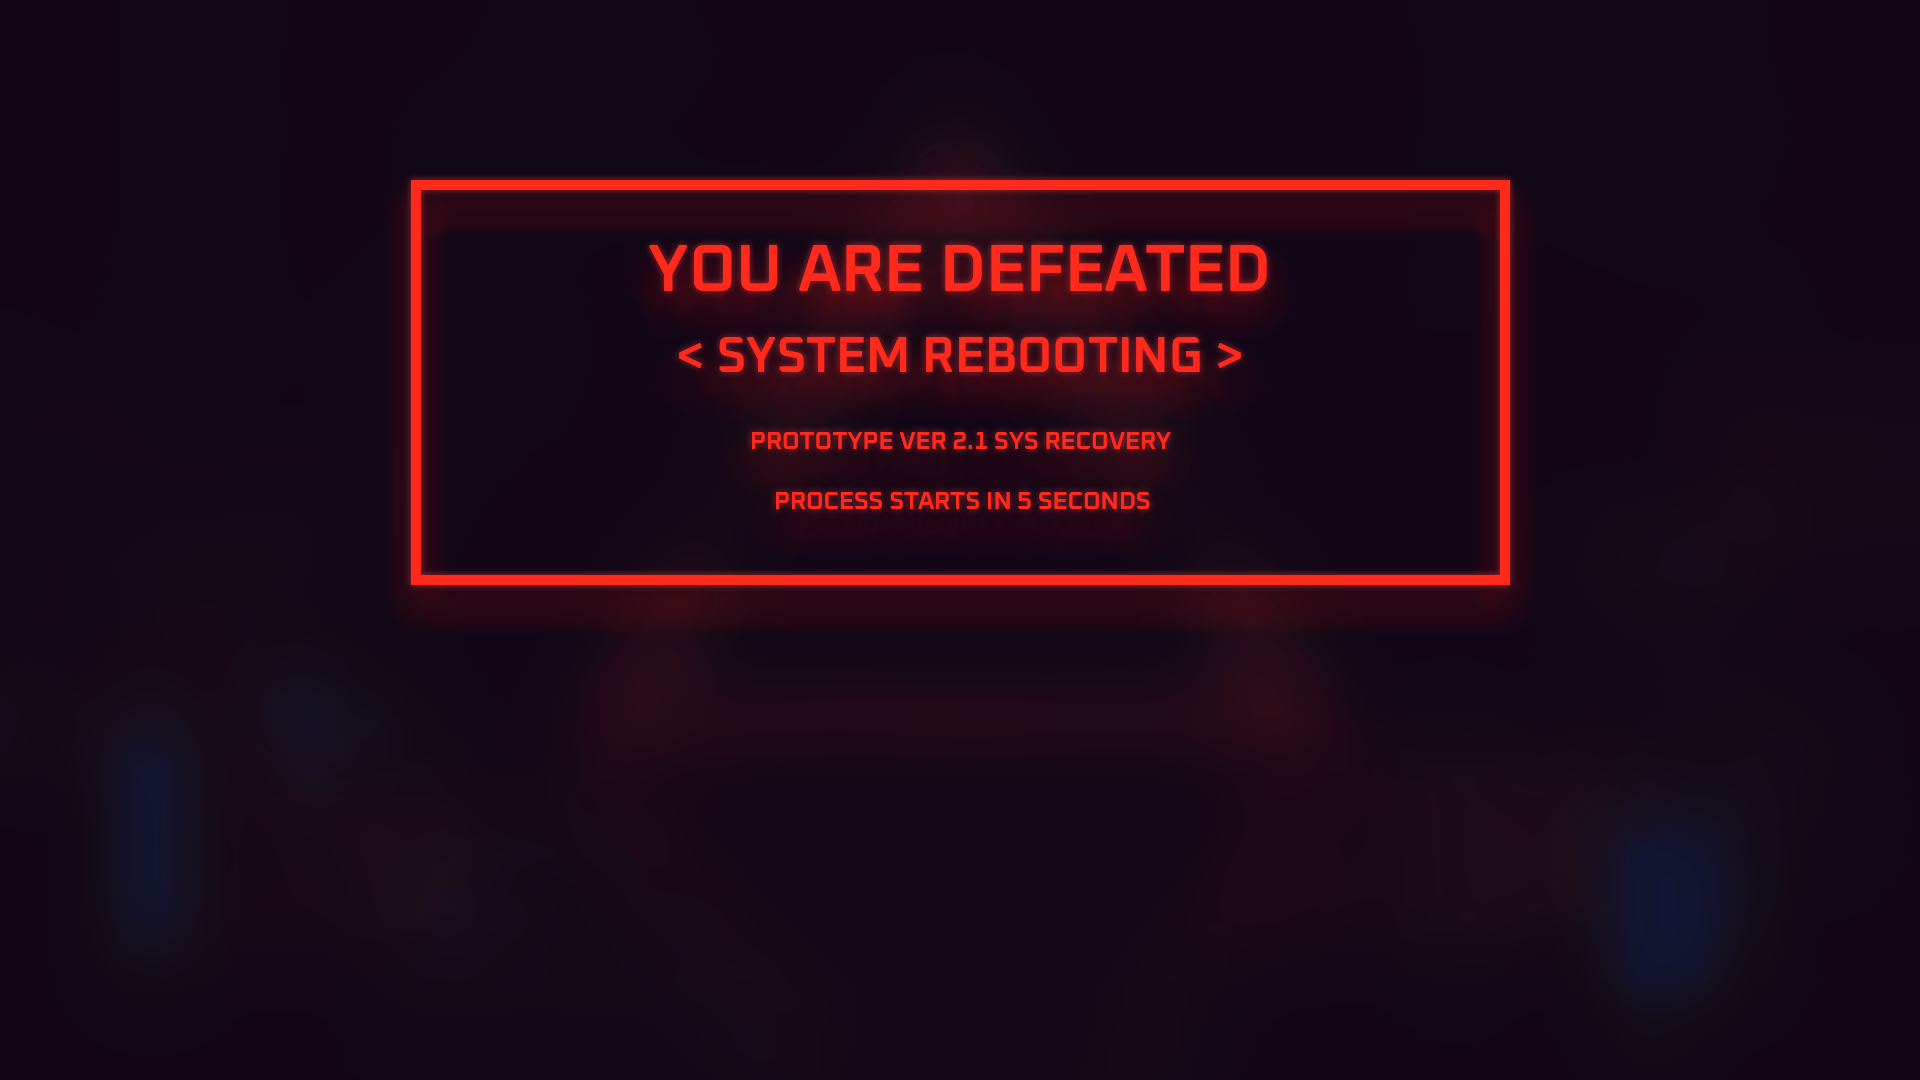 YOU ARE DEFEATED
< SYSTEM REBOOTING >
PROTOTYPE VER 2.1 SYS RECOVERY
PROCESS STARTS IN 5 SECONDS